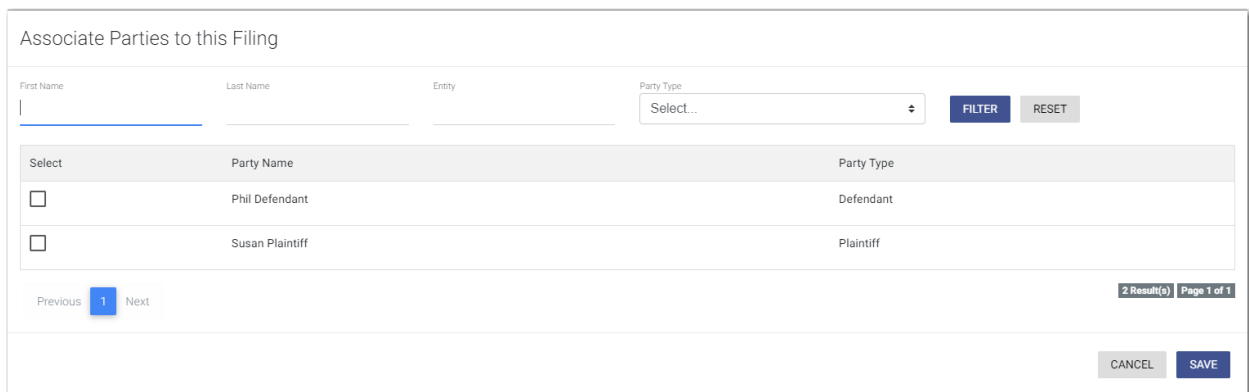 Associate Parties to this Filing
First Name Last Name Entity Party Type
Select... FILTER RESET
Select Party Name Party Type
Phil Defendant Defendant
Susan Plaintiff Plaintiff
Previous 1 Next 2 Result(s) Page 1 of 1
CANCEL SAVE